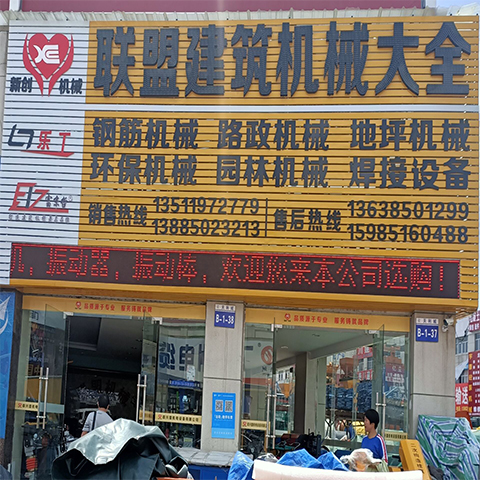 XE
新创 机械
联盟建筑机械大全
乐工
钢筋机械 路政机械 地坪机械
环保机械 园林机械 焊接设备
销售热线 13511972779 13885023213
售后热线 13638501299 15985160488
机，振动器，振动棒，欢迎您来本公司选购！
B-1-38
B-1-37